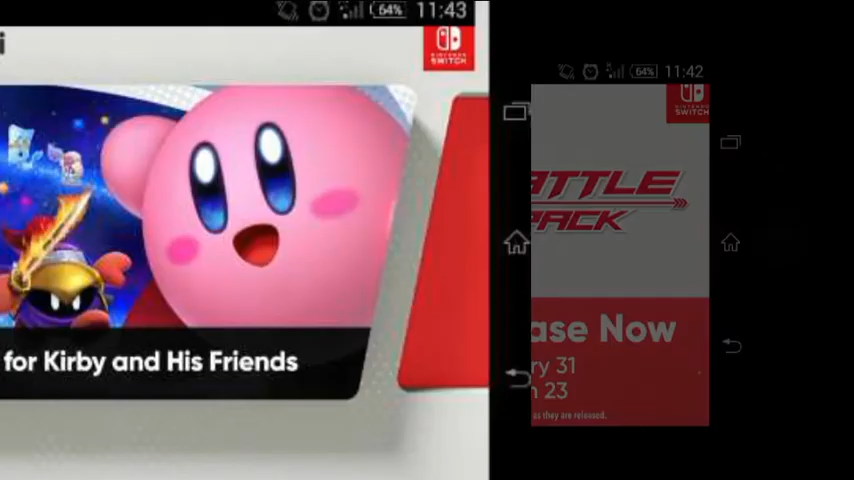 64% 11:43
i
NINTENDO
SWITCH
for Kirby and His Friends
64% 11:42
NINTENDO
SWITCH
ATTLE
PACK
ase Now
ry 31
23
as they are released.